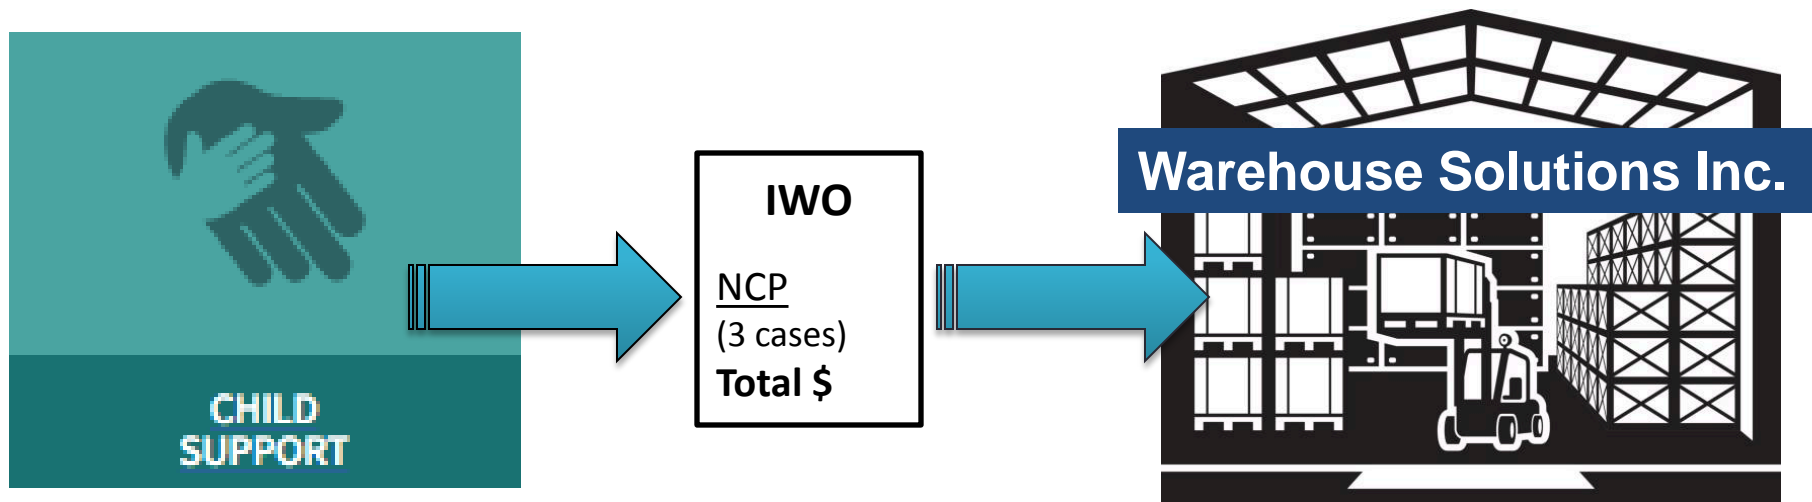 CHILD
SUPPORT
IWO
NCP
(3 cases)
Total $
Warehouse Solutions Inc.